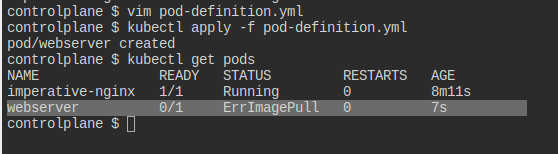 controlplane $ vim pod-definition.yml
controlplane $ kubectl apply -f pod-definition.yml
pod/webserver created
controlplane $ kubectl get pods
NAME READY STATUS RESTARTS AGE
imperative-nginx 1/1 Running 0 8m11s
webserver 0/1 ErrImagePull 0 7s
controlplane $